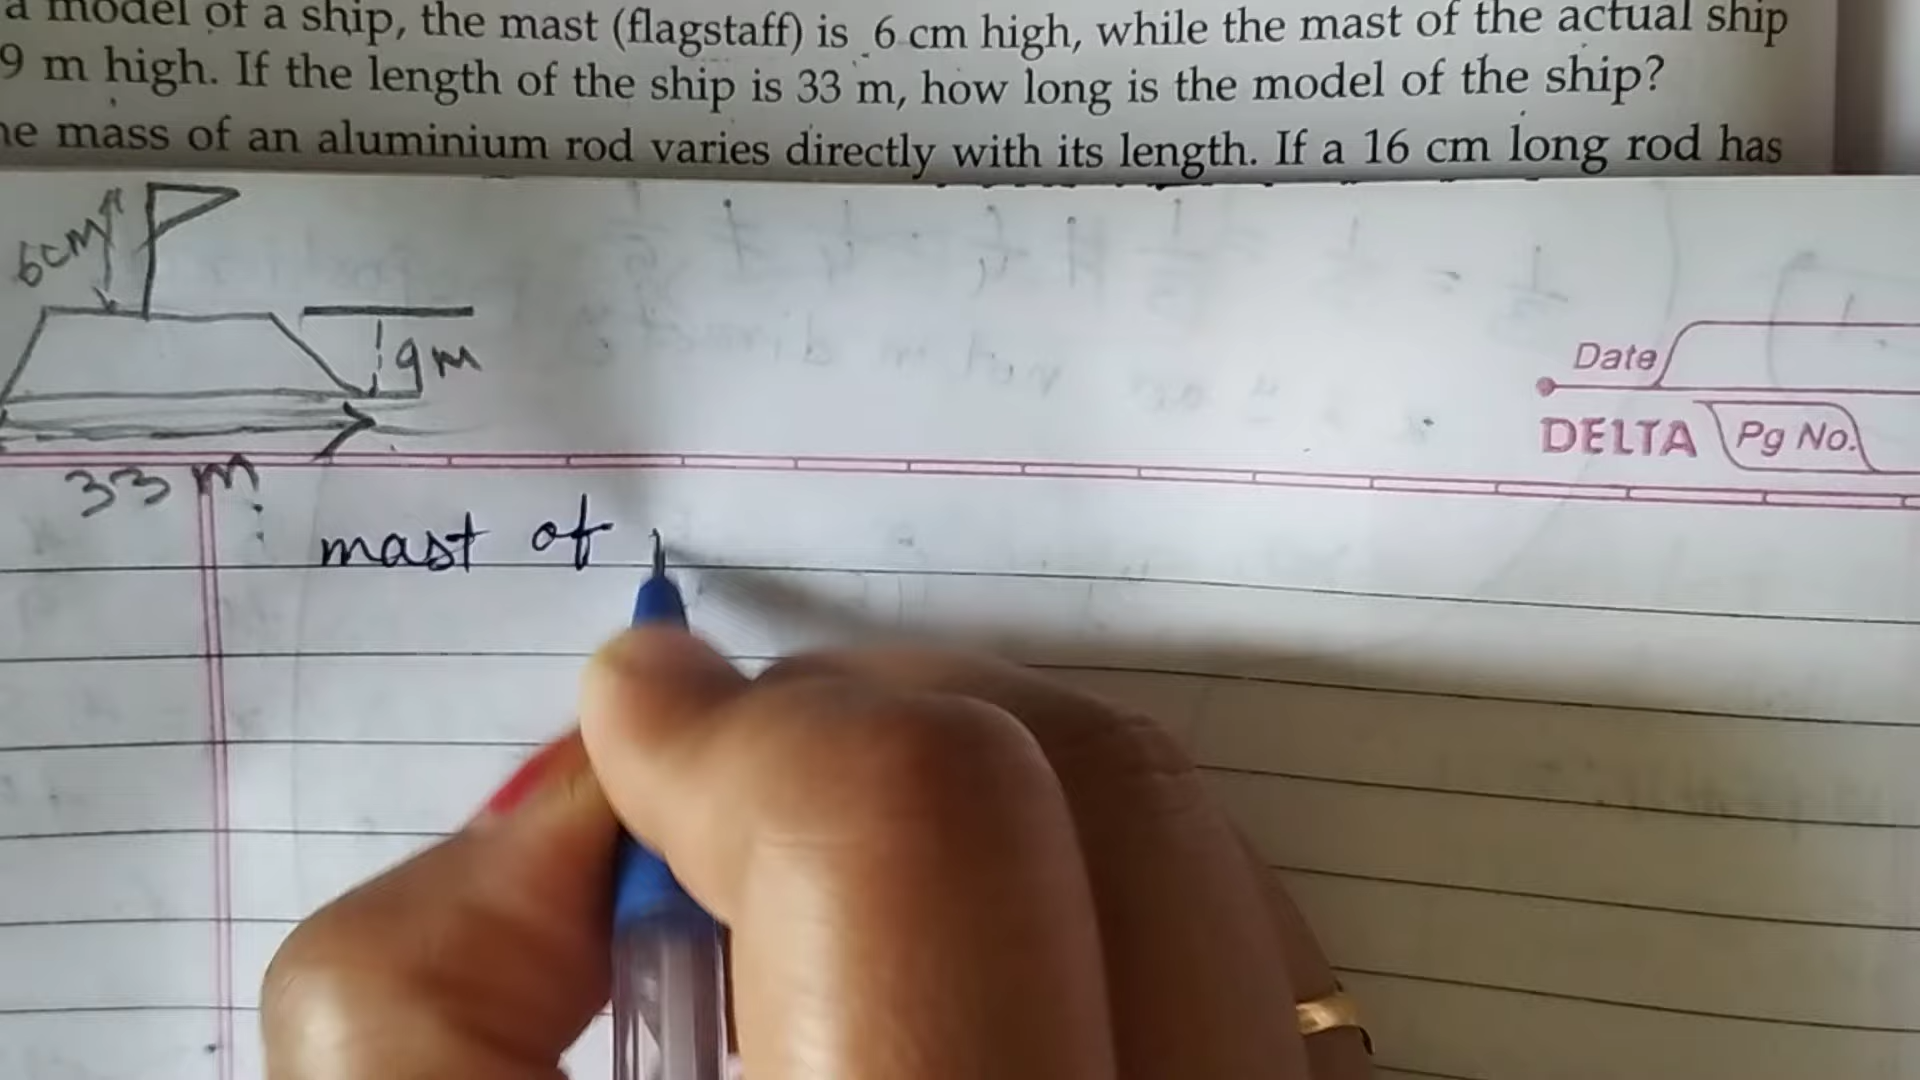 a model of a ship, the mast (flagstaff) is 6 cm high, while the mast of the actual ship
9 m high. If the length of the ship is 33 m, how long is the model of the ship?
he mass of an aluminium rod varies directly with its length. If a 16 cm long rod has
6cm
9m
Date
DELTA Pg No.
33 m
mast of